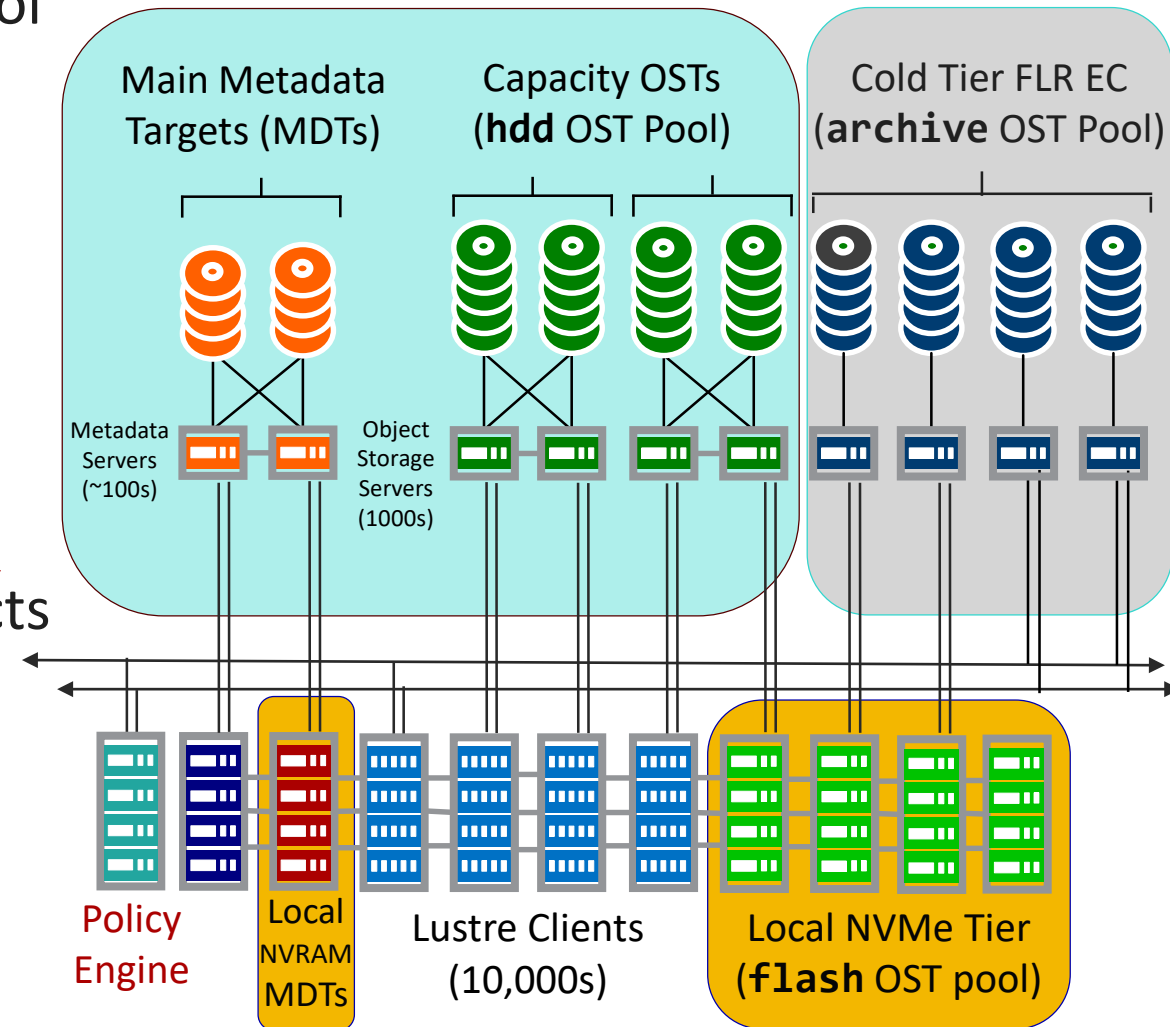 Main Metadata
Targets (MDTs)
Capacity OSTs
(hdd OST Pool)
Cold Tier FLR EC
(archive OST Pool)
Metadata
Servers
(~100s)
Object
Storage
Servers
(1000s)
Policy
Engine
Local
NVRAM
MDTs
Lustre Clients
(10,000s)
Local NVMe Tier
(flash OST pool)